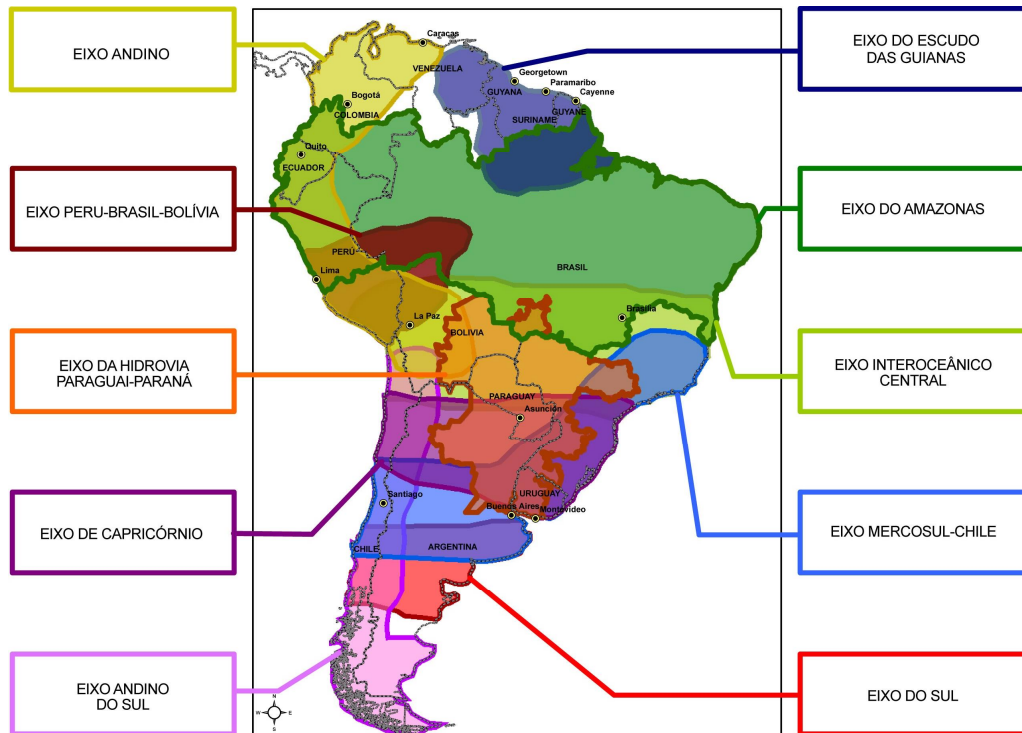 EIXO ANDINO
EIXO PERU-BRASIL-BOLÍVIA
EIXO DA HIDROVIA
PARAGUAI-PARANÁ
EIXO DE CAPRICÓRNIO
EIXO ANDINO
DO SUL
Caracas
VENEZUELA
Georgetown
Paramaribo
GUYANA
Cayenne
Bogotá
GUYANE
COLOMBIA
SURINAME
Quito
ECUADOR
PERÚ
BRASIL
Lima
Brasília
La Paz
BOLIVIA
PARAGUAY
Asunción
Santiago
URUGUAY
Buenos Aires
Montevideo
CHILE
ARGENTINA
N
W
E
S
EIXO DO ESCUDO
DAS GUIANAS
EIXO DO AMAZONAS
EIXO INTEROCEÂNICO
CENTRAL
EIXO MERCOSUL-CHILE
EIXO DO SUL